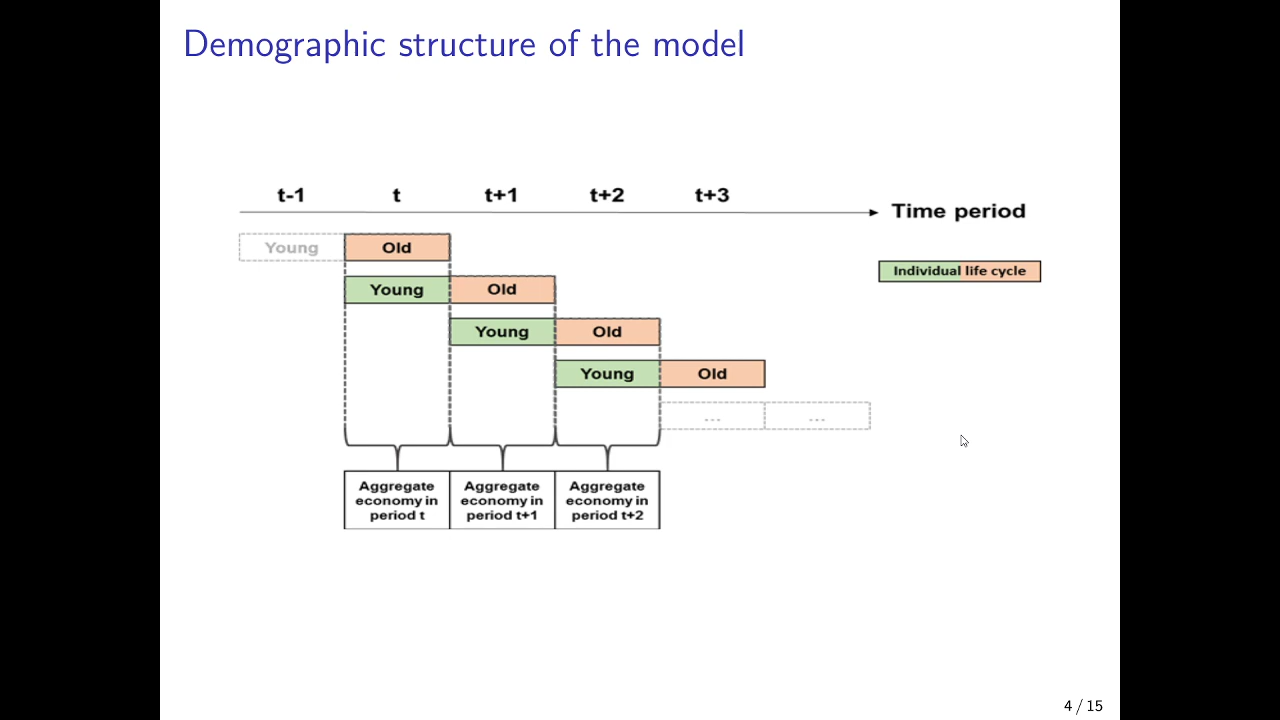 Demographic structure of the model
t-1 t t+1 t+2 t+3
Time period
Young Old
Individual life cycle
Young Old
Young Old
Young Old
... ...
Aggregate economy in period t
Aggregate economy in period t+1
Aggregate economy in period t+2
4 / 15